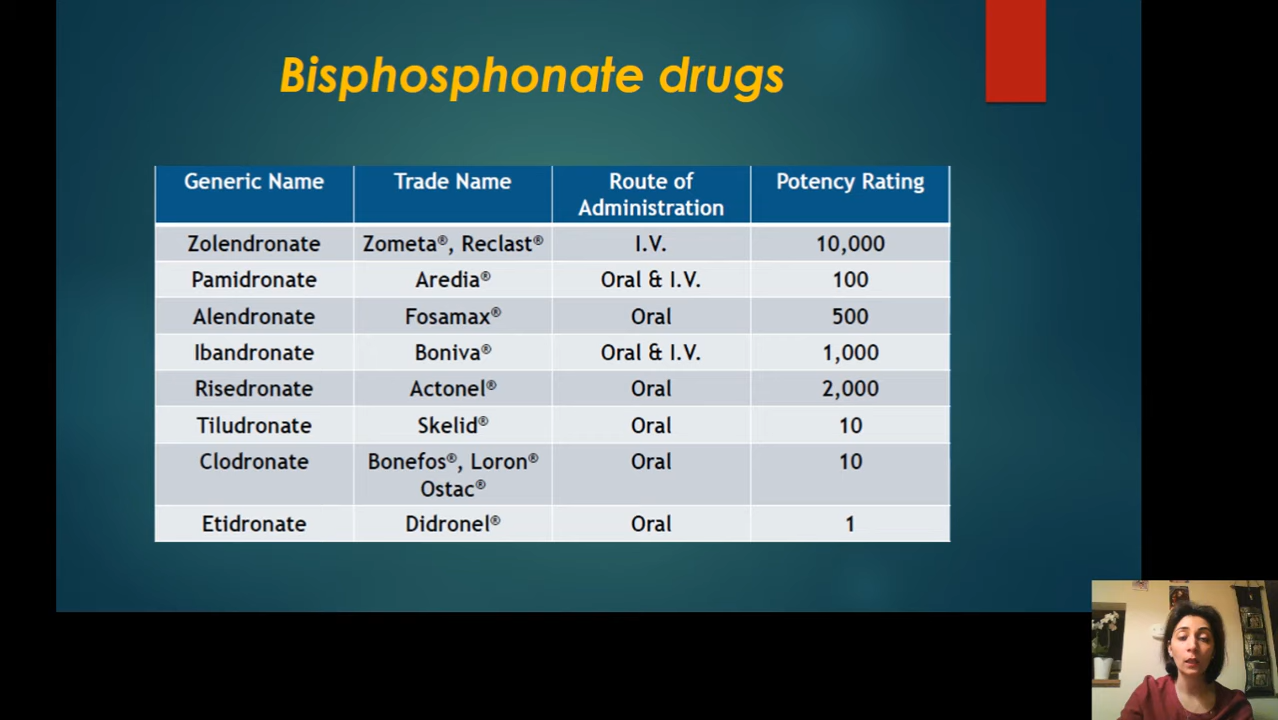 Bisphosphonate drugs
Generic Name Trade Name Route of Administration Potency Rating
Zolendronate Zometa®, Reclast® I.V. 10,000
Pamidronate Aredia® Oral & I.V. 100
Alendronate Fosamax® Oral 500
Ibandronate Boniva® Oral & I.V. 1,000
Risedronate Actonel® Oral 2,000
Tiludronate Skelid® Oral 10
Clodronate Bonefos®, Loron® Ostac® Oral 10
Etidronate Didronel® Oral 1